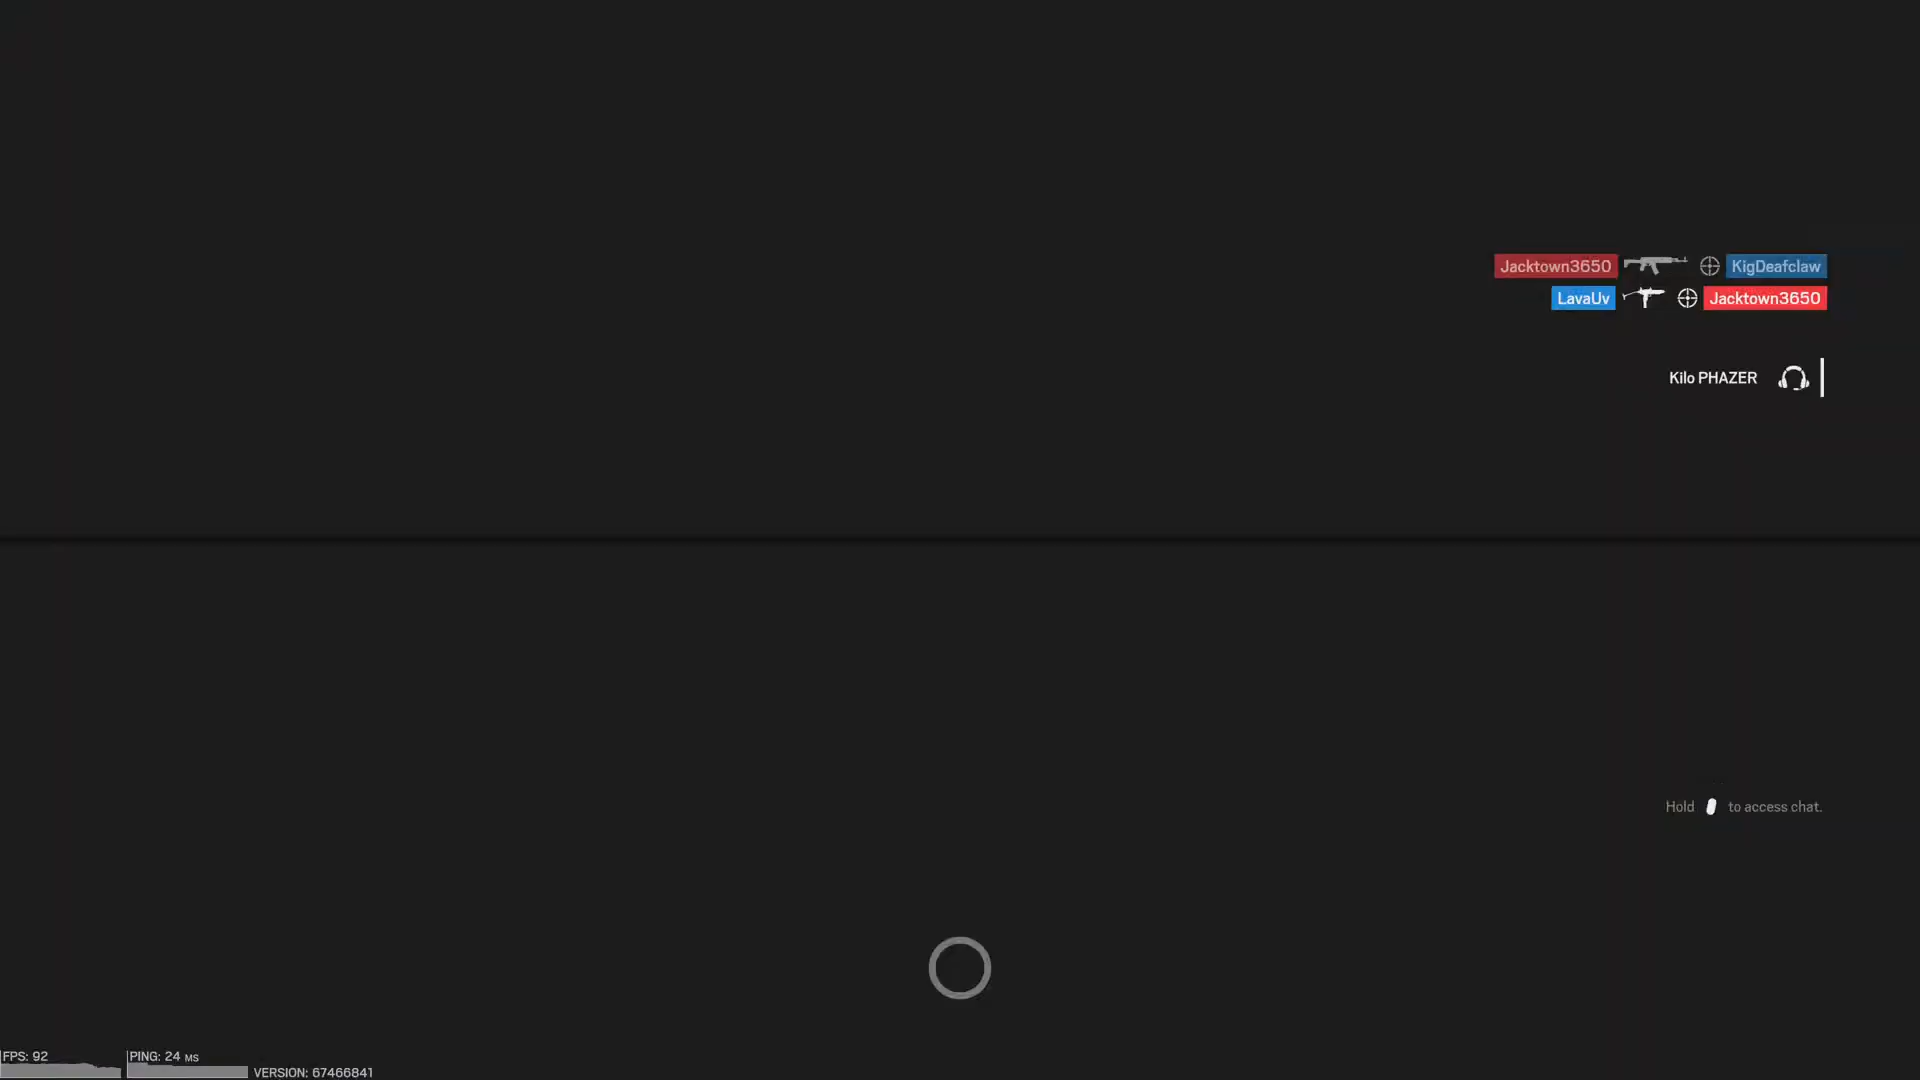 Jacktown3650 KigDeafclaw
LavaUv Jacktown3650
Kilo PHAZER
Hold to access chat.
FPS: 92 PING: 24 MS
VERSION: 67466841